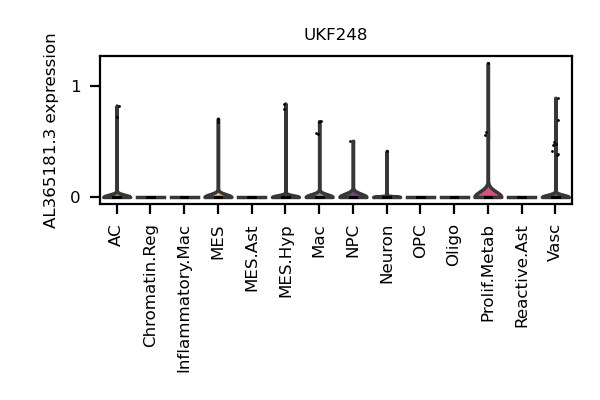 UKF248
AL365181.3 expression
1
0
AC
Chromatin.Reg
Inflammatory.Mac
MES
MES.Ast
MES.Hyp
Mac
NPC
Neuron
OPC
Oligo
Prolif.Metab
Reactive.Ast
Vasc